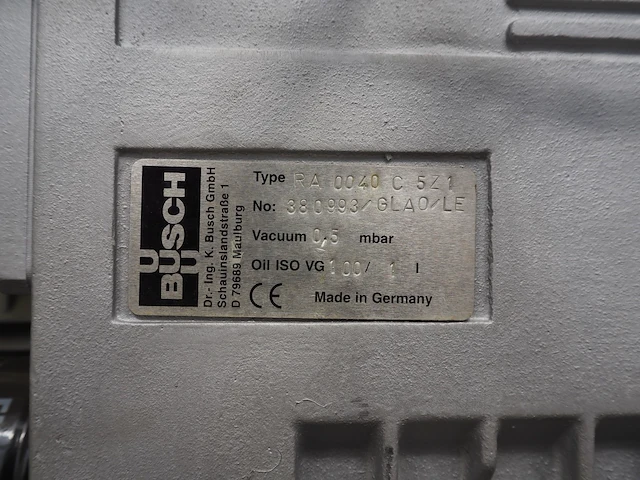 BUSCH
Dr.- Ing. K. Busch GmbH
Schauinslandstraße 1
D 79689 Maulburg
Type RA 0040 C 5Z1
No: 380993/GLAO/LE
Vacuum 0,5 mbar
Oil ISO VG 100/ 1 l
CE Made in Germany